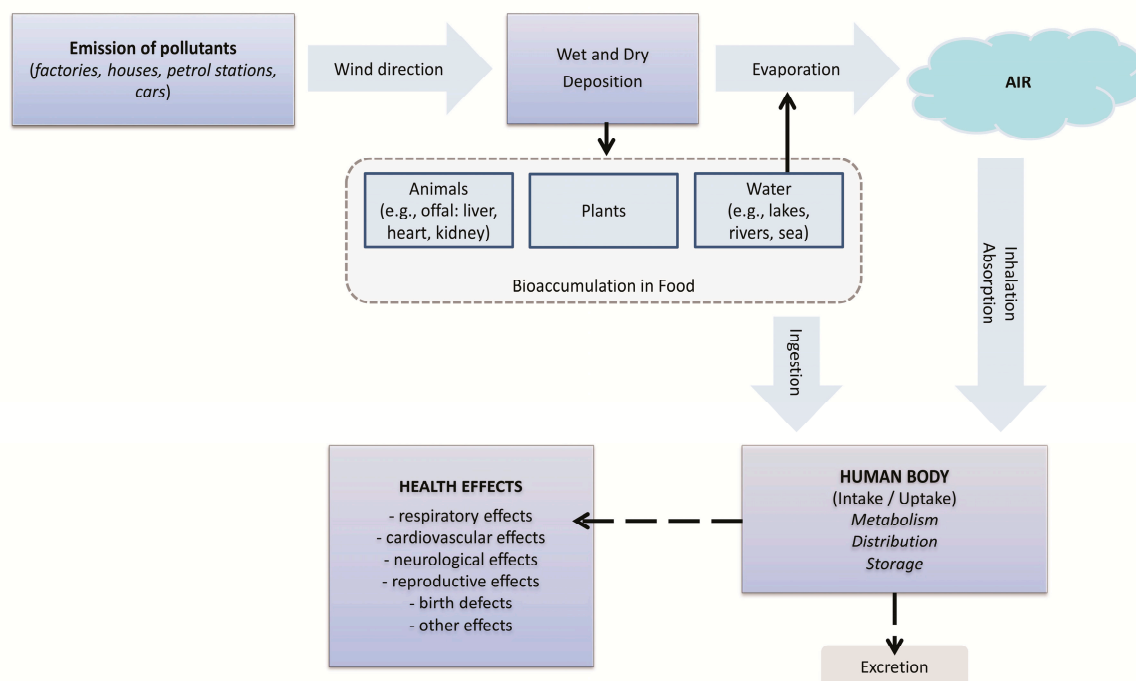 Emission of pollutants
(factories, houses, petrol stations,
cars)
Wind direction
Wet and Dry
Deposition
Evaporation
AIR
Animals
(e.g., offal: liver,
heart, kidney)
Plants
Water
(e.g., lakes,
rivers, sea)
Bioaccumulation in Food
Ingestion
Inhalation
Absorption
HEALTH EFFECTS
- respiratory effects
- cardiovascular effects
- neurological effects
- reproductive effects
- birth defects
- other effects
HUMAN BODY
(Intake / Uptake)
Metabolism
Distribution
Storage
Excretion